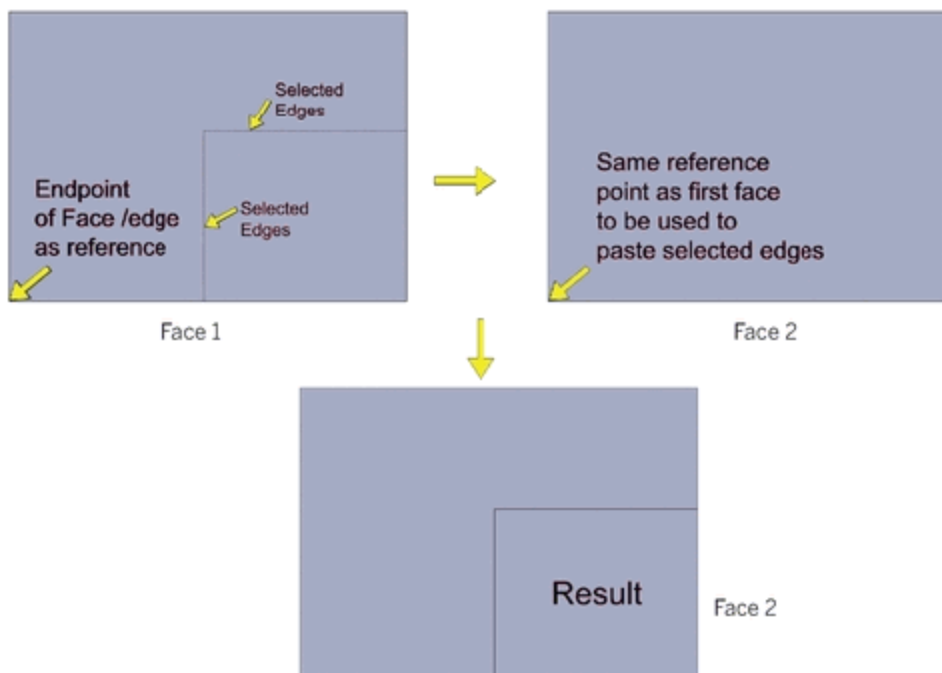 Selected
Edges
Endpoint
of Face /edge
as reference
Selected
Edges
Face 1
Same reference
point as first face
to be used to
paste selected edges
Face 2
Result
Face 2